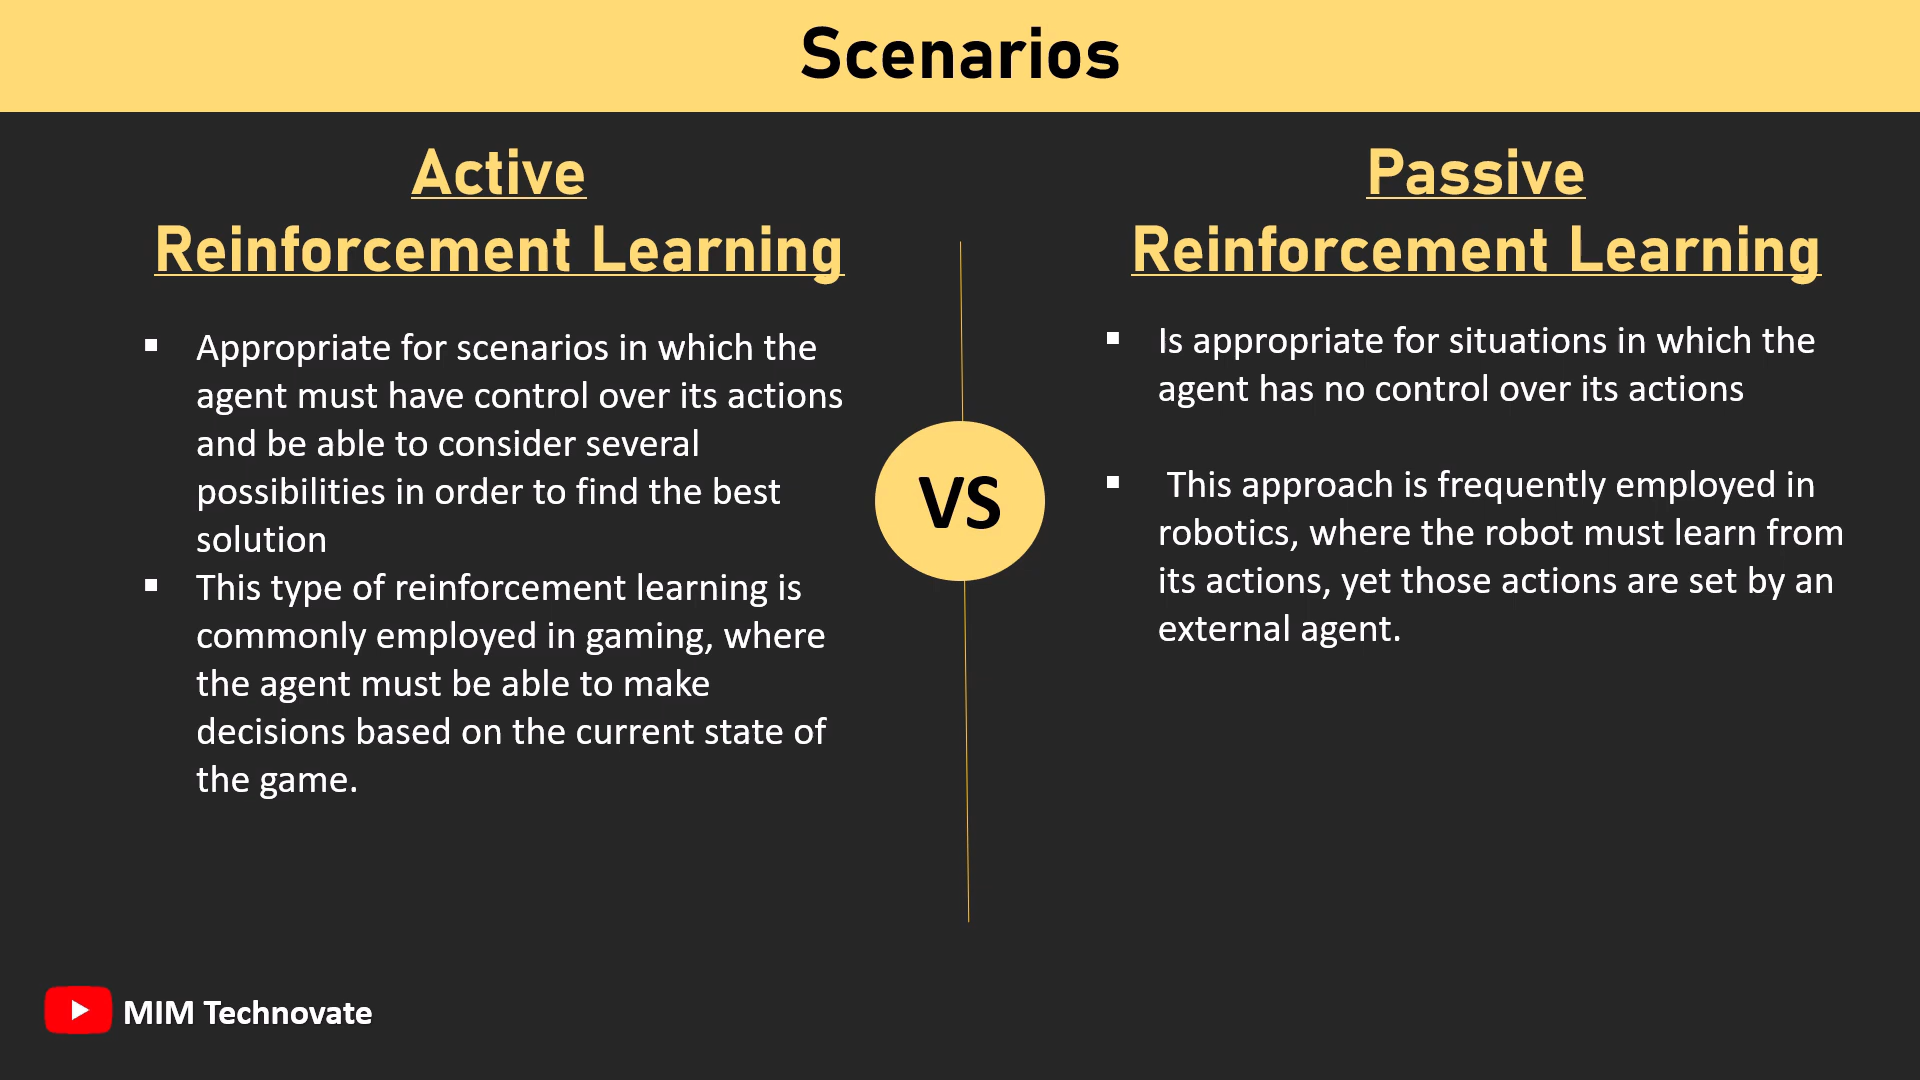 Scenarios
Active
Reinforcement Learning
▪ Appropriate for scenarios in which the
agent must have control over its actions
and be able to consider several
possibilities in order to find the best
solution
▪ This type of reinforcement learning is
commonly employed in gaming, where
the agent must be able to make
decisions based on the current state of
the game.
VS
Passive
Reinforcement Learning
▪ Is appropriate for situations in which the
agent has no control over its actions
▪ This approach is frequently employed in
robotics, where the robot must learn from
its actions, yet those actions are set by an
external agent.
MIM Technovate